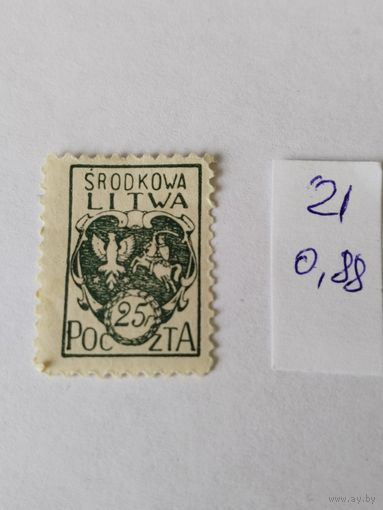 ŚRODKOWA
LITWA
25
POCZTA
21
0,88
www.ay.by